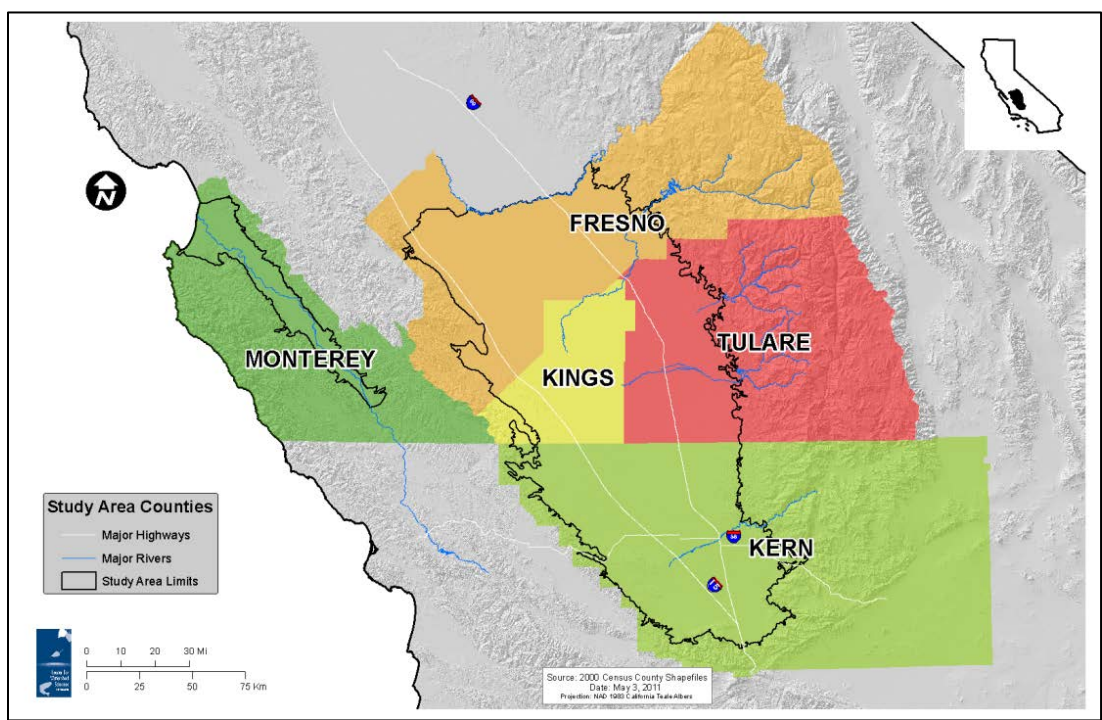 99
N
FRESNO
TULARE
MONTEREY
KINGS
KERN
Study Area Counties
Major Highways
Major Rivers
Study Area Limits
0 10 20 30 Mi
0 25 50 75 Km
Source: 2000 Census County Shapefiles
Date: May 3, 2011
Projection: NAD 1983 California Teale Albers